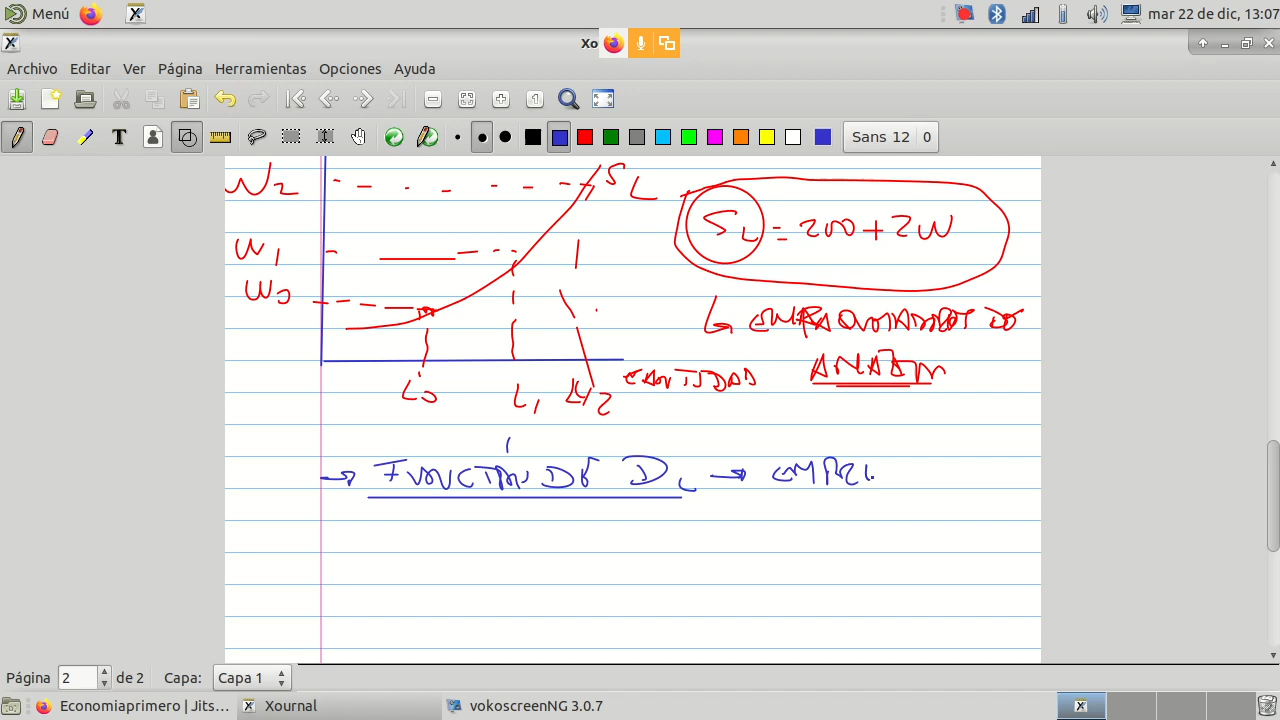 Menú
mar 22 de dic, 13:07
Xo
Archivo Editar Ver Página Herramientas Opciones Ayuda
Sans 12 0
W2
SL
SL = 200 + 2W
W1
W0
L0
L1
L2
CANTIDAD
→ FUNCIÓN DE DL → EMPRE
Página 2 de 2 Capa: Capa 1
Economiaprimero | Jits... Xournal vokoscreenNG 3.0.7